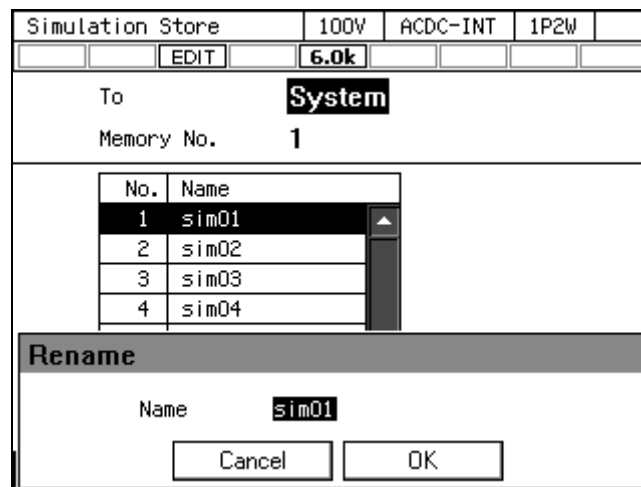 Simulation Store 100V ACDC-INT 1P2W
EDIT 6.0k
To System
Memory No. 1
No. Name
1 sim01
2 sim02
3 sim03
4 sim04
Rename
Name sim01
Cancel OK